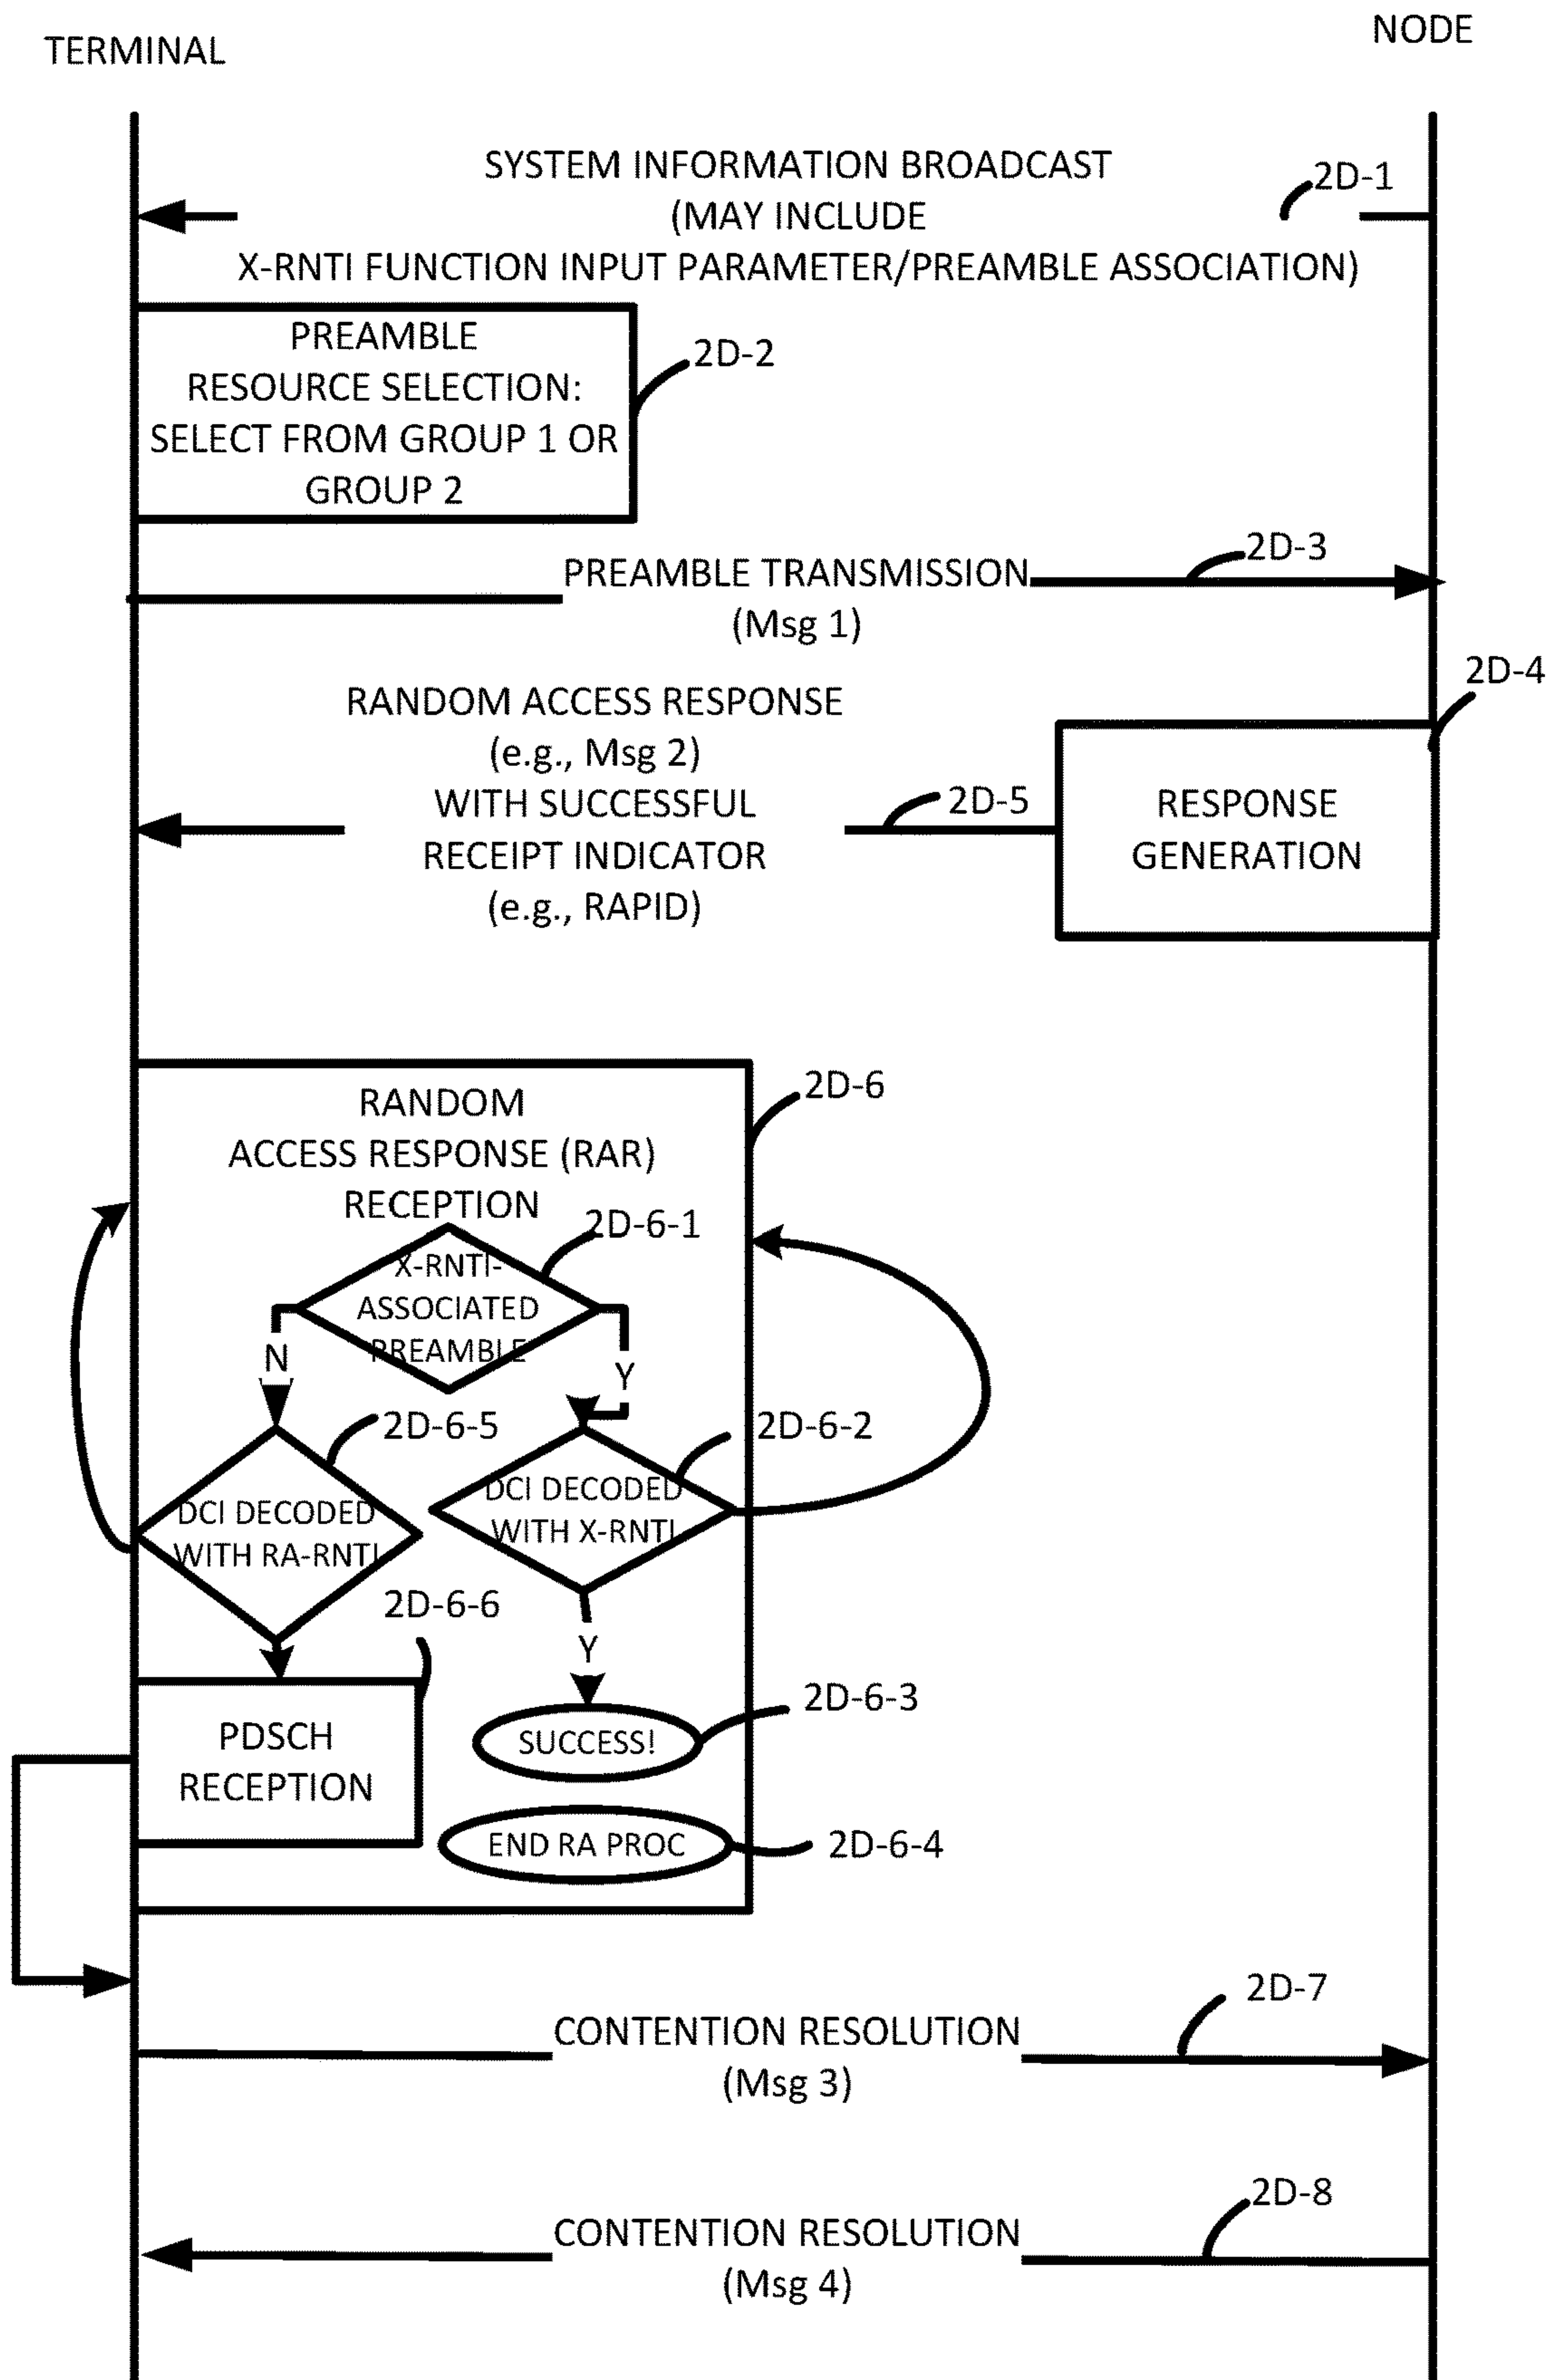 TERMINAL
NODE
SYSTEM INFORMATION BROADCAST
(MAY INCLUDE
X-RNTI FUNCTION INPUT PARAMETER/PREAMBLE ASSOCIATION)
2D-1
PREAMBLE
RESOURCE SELECTION:
SELECT FROM GROUP 1 OR
GROUP 2
2D-2
PREAMBLE TRANSMISSION
(Msg 1)
2D-3
2D-4
RANDOM ACCESS RESPONSE
(e.g., Msg 2)
WITH SUCCESSFUL
RECEIPT INDICATOR
(e.g., RAPID)
2D-5
RESPONSE
GENERATION
2D-6
RANDOM
ACCESS RESPONSE (RAR)
RECEPTION
2D-6-1
X-RNTI-
ASSOCIATED
PREAMBLE
N
Y
2D-6-5
2D-6-2
DCI DECODED
WITH RA-RNTI
DCI DECODED
WITH X-RNTI
2D-6-6
Y
PDSCH
RECEPTION
2D-6-3
SUCCESS!
END RA PROC
2D-6-4
2D-7
CONTENTION RESOLUTION
(Msg 3)
2D-8
CONTENTION RESOLUTION
(Msg 4)